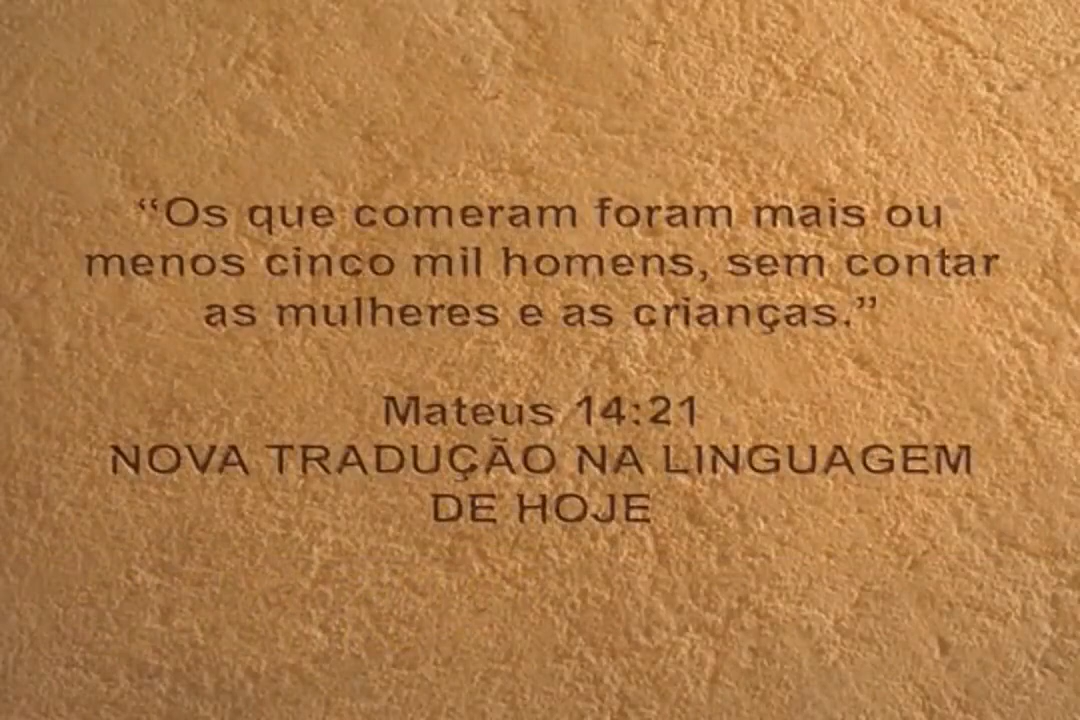 “Os que comeram foram mais ou
menos cinco mil homens, sem contar
as mulheres e as crianças.”
Mateus 14:21
NOVA TRADUÇÃO NA LINGUAGEM
DE HOJE